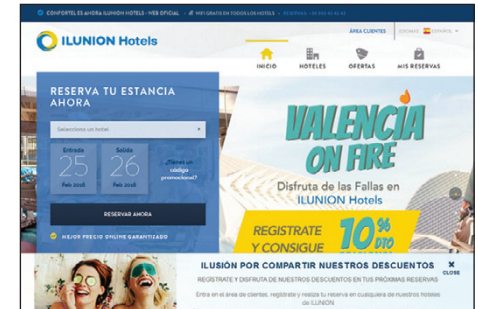 CONFORTEL ES AHORA ILUNION HOTELS - WEB OFICIAL
WIFI GRATIS EN TODOS LOS HOTELS
RESERVAS
ILUNION Hotels
ÁREA CLIENTES
IDIOMAS
ESPAÑOL
INICIO
HOTELES
OFERTAS
MIS RESERVAS
RESERVA TU ESTANCIA
AHORA
Selecciona un hotel
Entrada
25
Feb 2018
Salida
26
Feb 2018
¿Tienes un
código
promocional?
RESERVAR AHORA
MEJOR PRECIO ONLINE GARANTIZADO
VALENCIA
ON FIRE
Disfruta de las Fallas en
ILUNION Hotels
REGISTRATE
Y CONSIGUE
10%
DTO
ILUSIÓN POR COMPARTIR NUESTROS DESCUENTOS
X
CLOSE
REGÍSTRATE Y DISFRUTA DE NUESTROS DESCUENTOS EN TUS PRÓXIMAS RESERVAS
Entra en el área de clientes, regístrate y realiza tu reserva en cualquiera de nuestros hoteles
de ILUNION